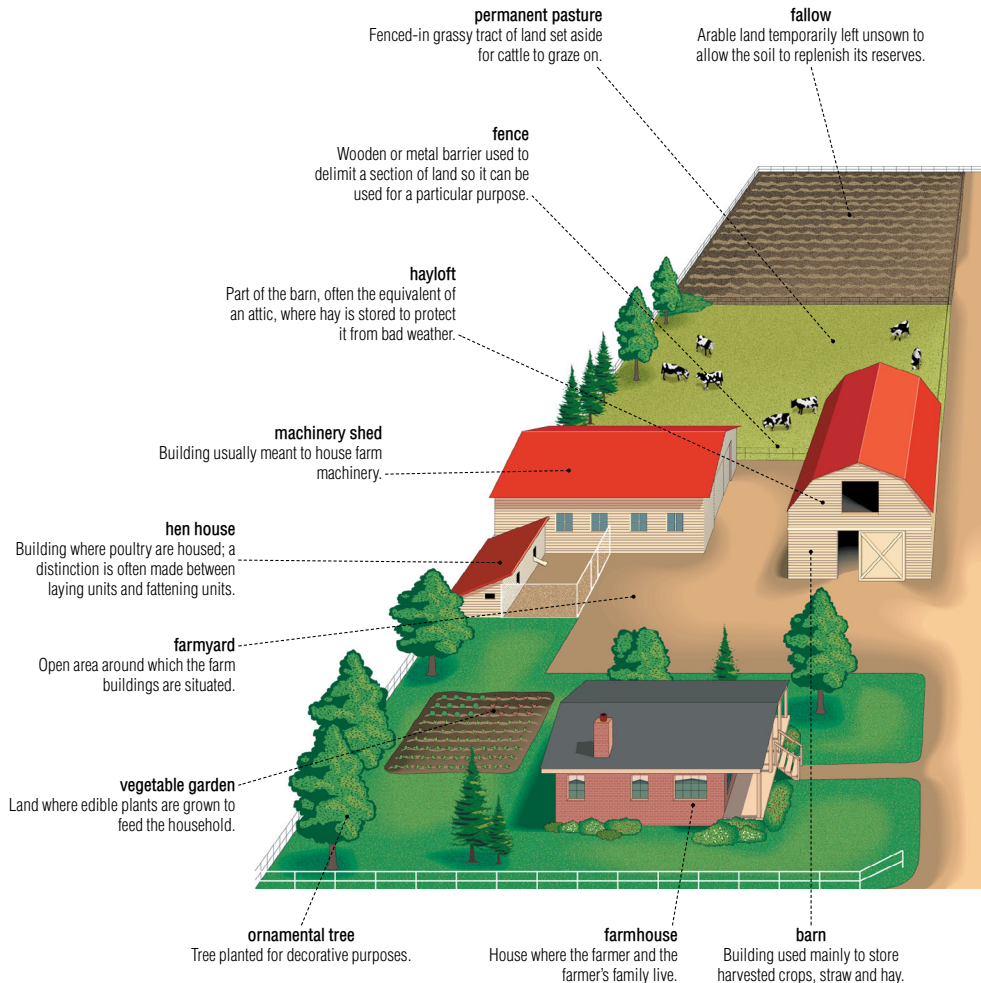 permanent pasture
Fenced-in grassy tract of land set aside
for cattle to graze on.
fallow
Arable land temporarily left unsown to
allow the soil to replenish its reserves.
fence
Wooden or metal barrier used to
delimit a section of land so it can be
used for a particular purpose.
hayloft
Part of the barn, often the equivalent of
an attic, where hay is stored to protect
it from bad weather.
machinery shed
Building usually meant to house farm
machinery.
hen house
Building where poultry are housed; a
distinction is often made between
laying units and fattening units.
farmyard
Open area around which the farm
buildings are situated.
vegetable garden
Land where edible plants are grown to
feed the household.
ornamental tree
Tree planted for decorative purposes.
farmhouse
House where the farmer and the
farmer’s family live.
barn
Building used mainly to store
harvested crops, straw and hay.